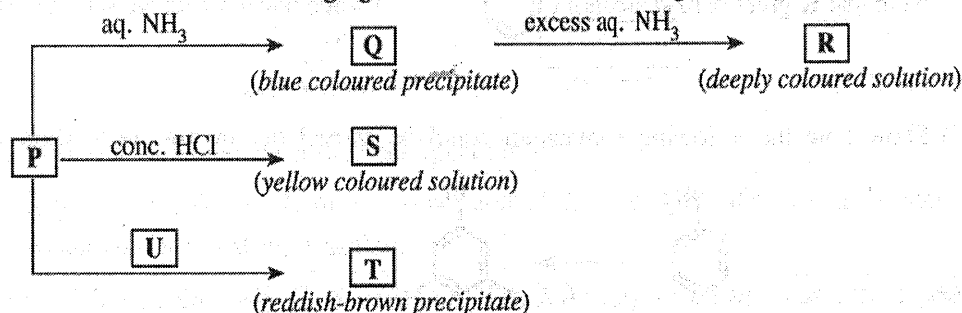 aq. NH₃
excess aq. NH₃
Q
R
(blue coloured precipitate)
(deeply coloured solution)
P
conc. HCl
S
(yellow coloured solution)
U
T
(reddish-brown precipitate)